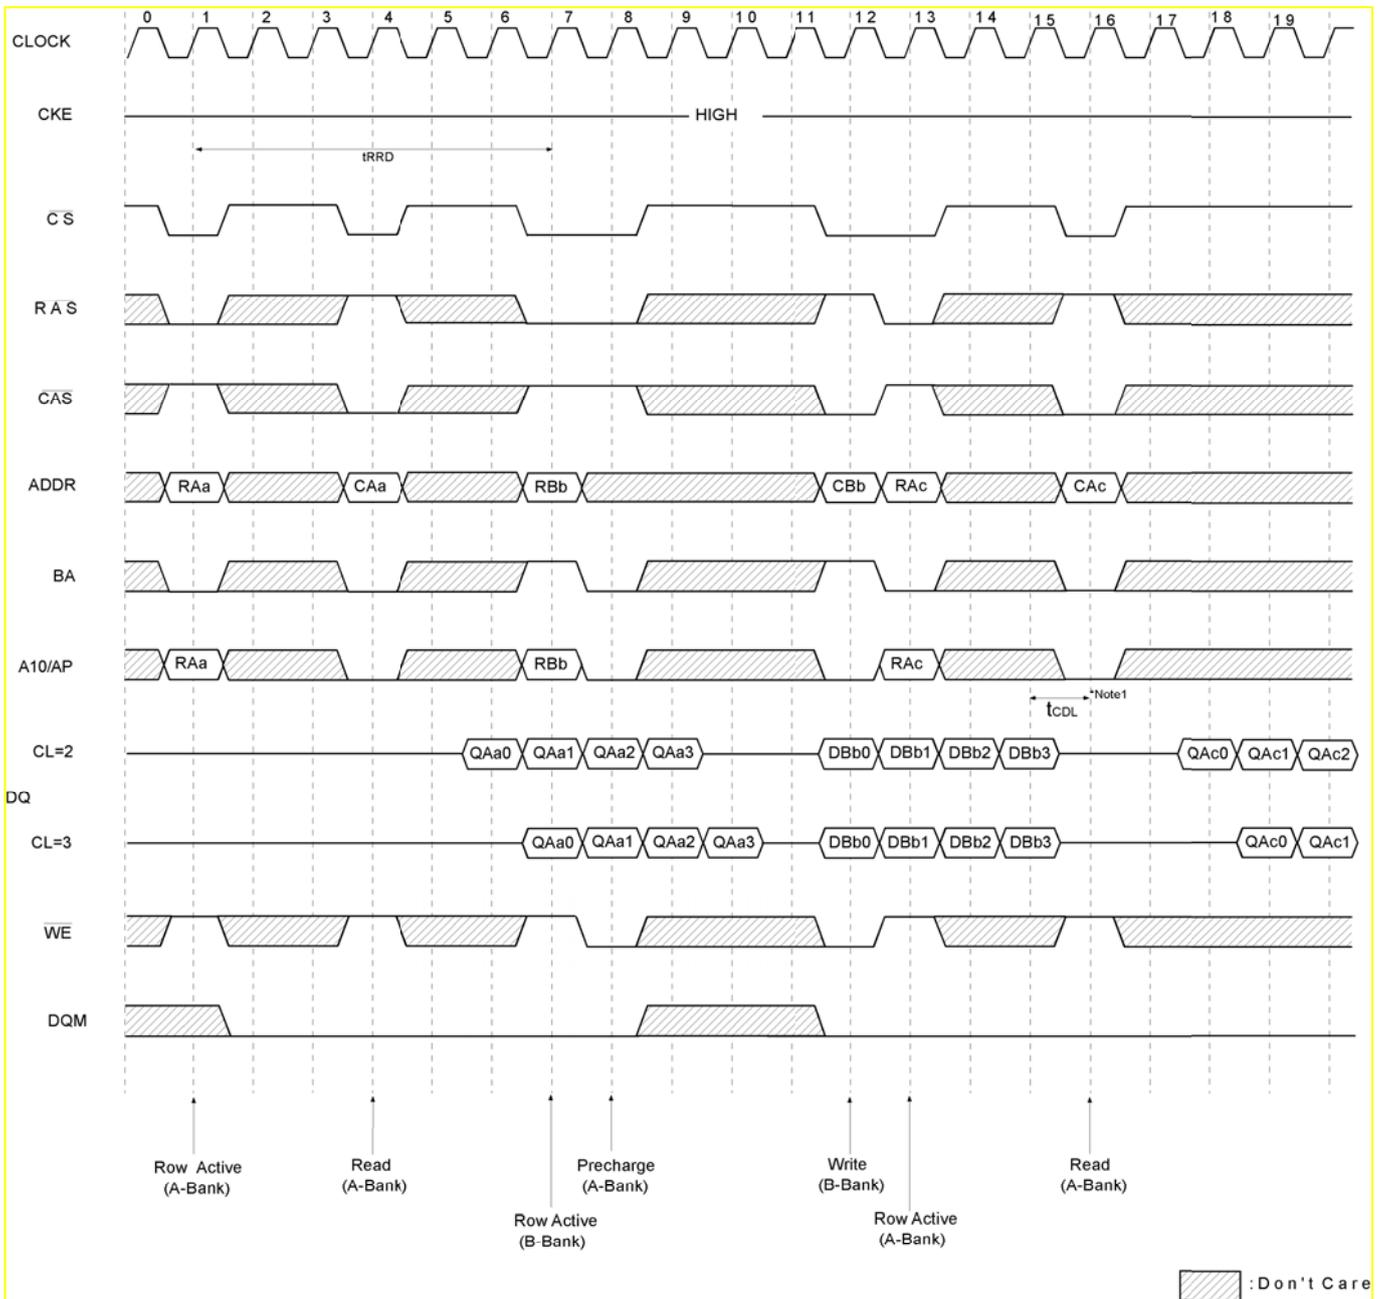 0 1 2 3 4 5 6 7 8 9 10 11 12 13 14 15 16 17 18 19
CLOCK
CKE HIGH
tRRD
CS
RAS
CAS
ADDR RAa CAa RBb CBb RAc CAc
BA
A10/AP RAa RBb RAc
tCDL *Note1
CL=2 QAa0 QAa1 QAa2 QAa3 DBb0 DBb1 DBb2 DBb3 QAc0 QAc1 QAc2
DQ
CL=3 QAa0 QAa1 QAa2 QAa3 DBb0 DBb1 DBb2 DBb3 QAc0 QAc1
WE
DQM
Row Active Read Precharge Write Read
(A-Bank) (A-Bank) (A-Bank) (B-Bank) (A-Bank)
Row Active Row Active
(B-Bank) (A-Bank)
: Don't Care